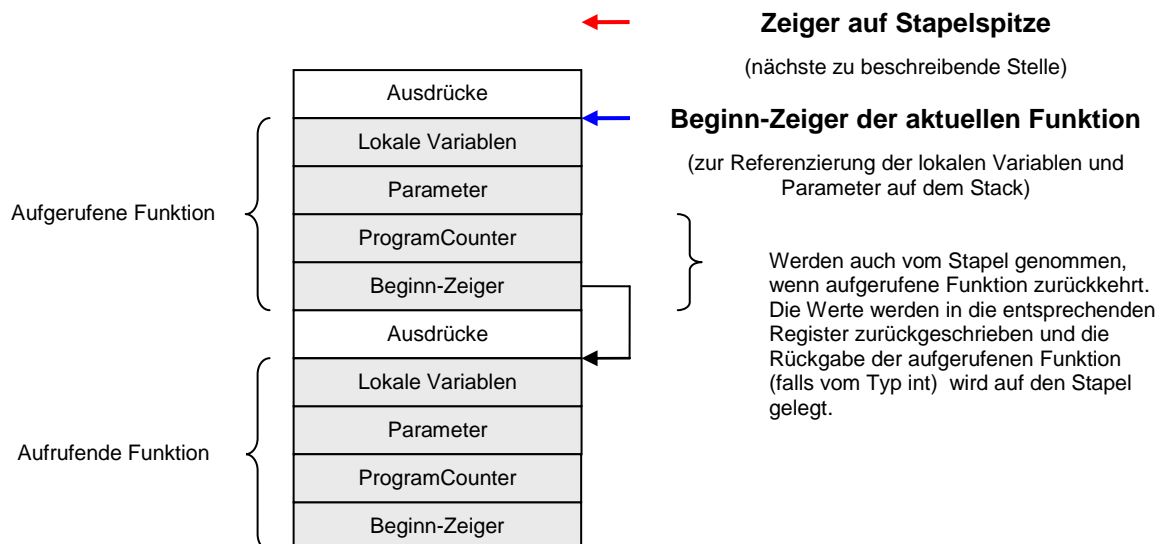 Zeiger auf Stapelspitze
(nächste zu beschreibende Stelle)
Ausdrücke
Beginn-Zeiger der aktuellen Funktion
Lokale Variablen
(zur Referenzierung der lokalen Variablen und
Parameter auf dem Stack)
Parameter
Aufgerufene Funktion
ProgramCounter
Beginn-Zeiger
Werden auch vom Stapel genommen,
wenn aufgerufene Funktion zurückkehrt.
Die Werte werden in die entsprechenden
Register zurückgeschrieben und die
Rückgabe der aufgerufenen Funktion
(falls vom Typ int) wird auf den Stapel
gelegt.
Ausdrücke
Lokale Variablen
Parameter
Aufrufende Funktion
ProgramCounter
Beginn-Zeiger